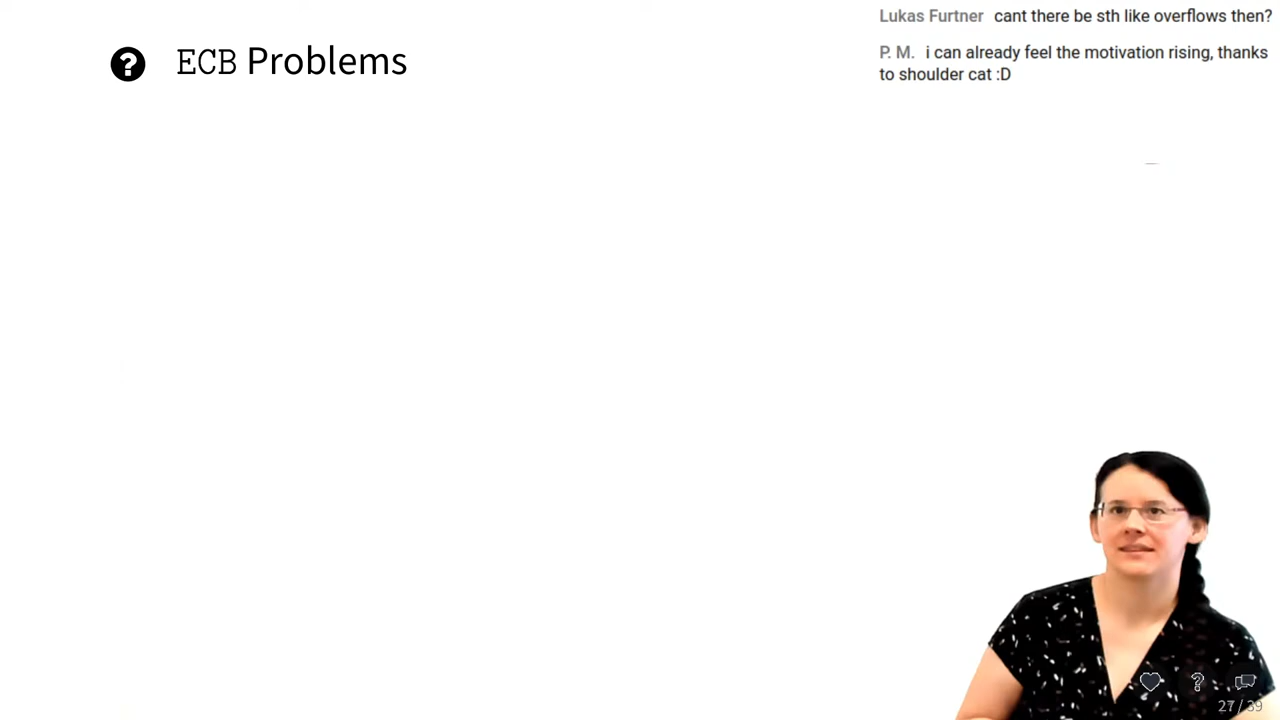 ECB Problems
Lukas Furtner cant there be sth like overflows then?
P. M. i can already feel the motivation rising, thanks
to shoulder cat :D
27 / 39